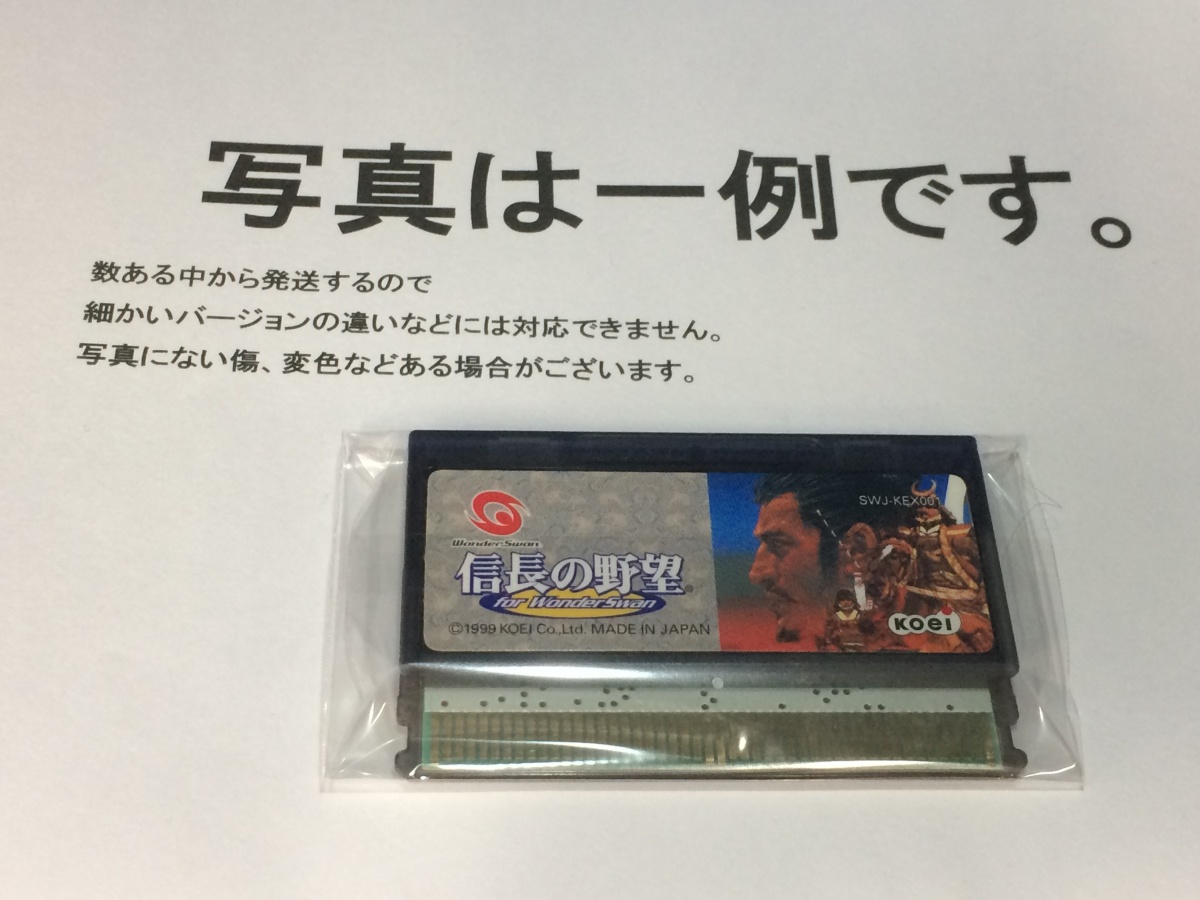 写真は一例です。
数ある中から発送するので
細かいバージョンの違いなどには対応できません。
写真にない傷、変色などある場合がございます。
SWJ-KEX001
WonderSwan
信長の野望
for WonderSwan
©1999 KOEI Co.,Ltd. MADE IN JAPAN
KOEI